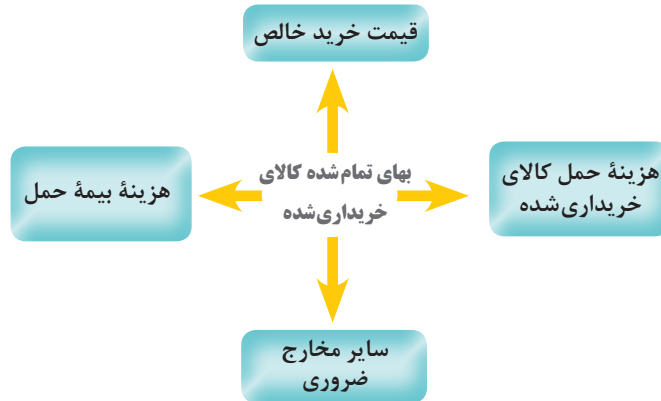 قیمت خرید خالص
هزینهٔ حمل کالای
خریداری‌شده
بهای تمام‌شده کالای
خریداری‌شده
هزینهٔ بیمهٔ حمل
سایر مخارج
ضروری